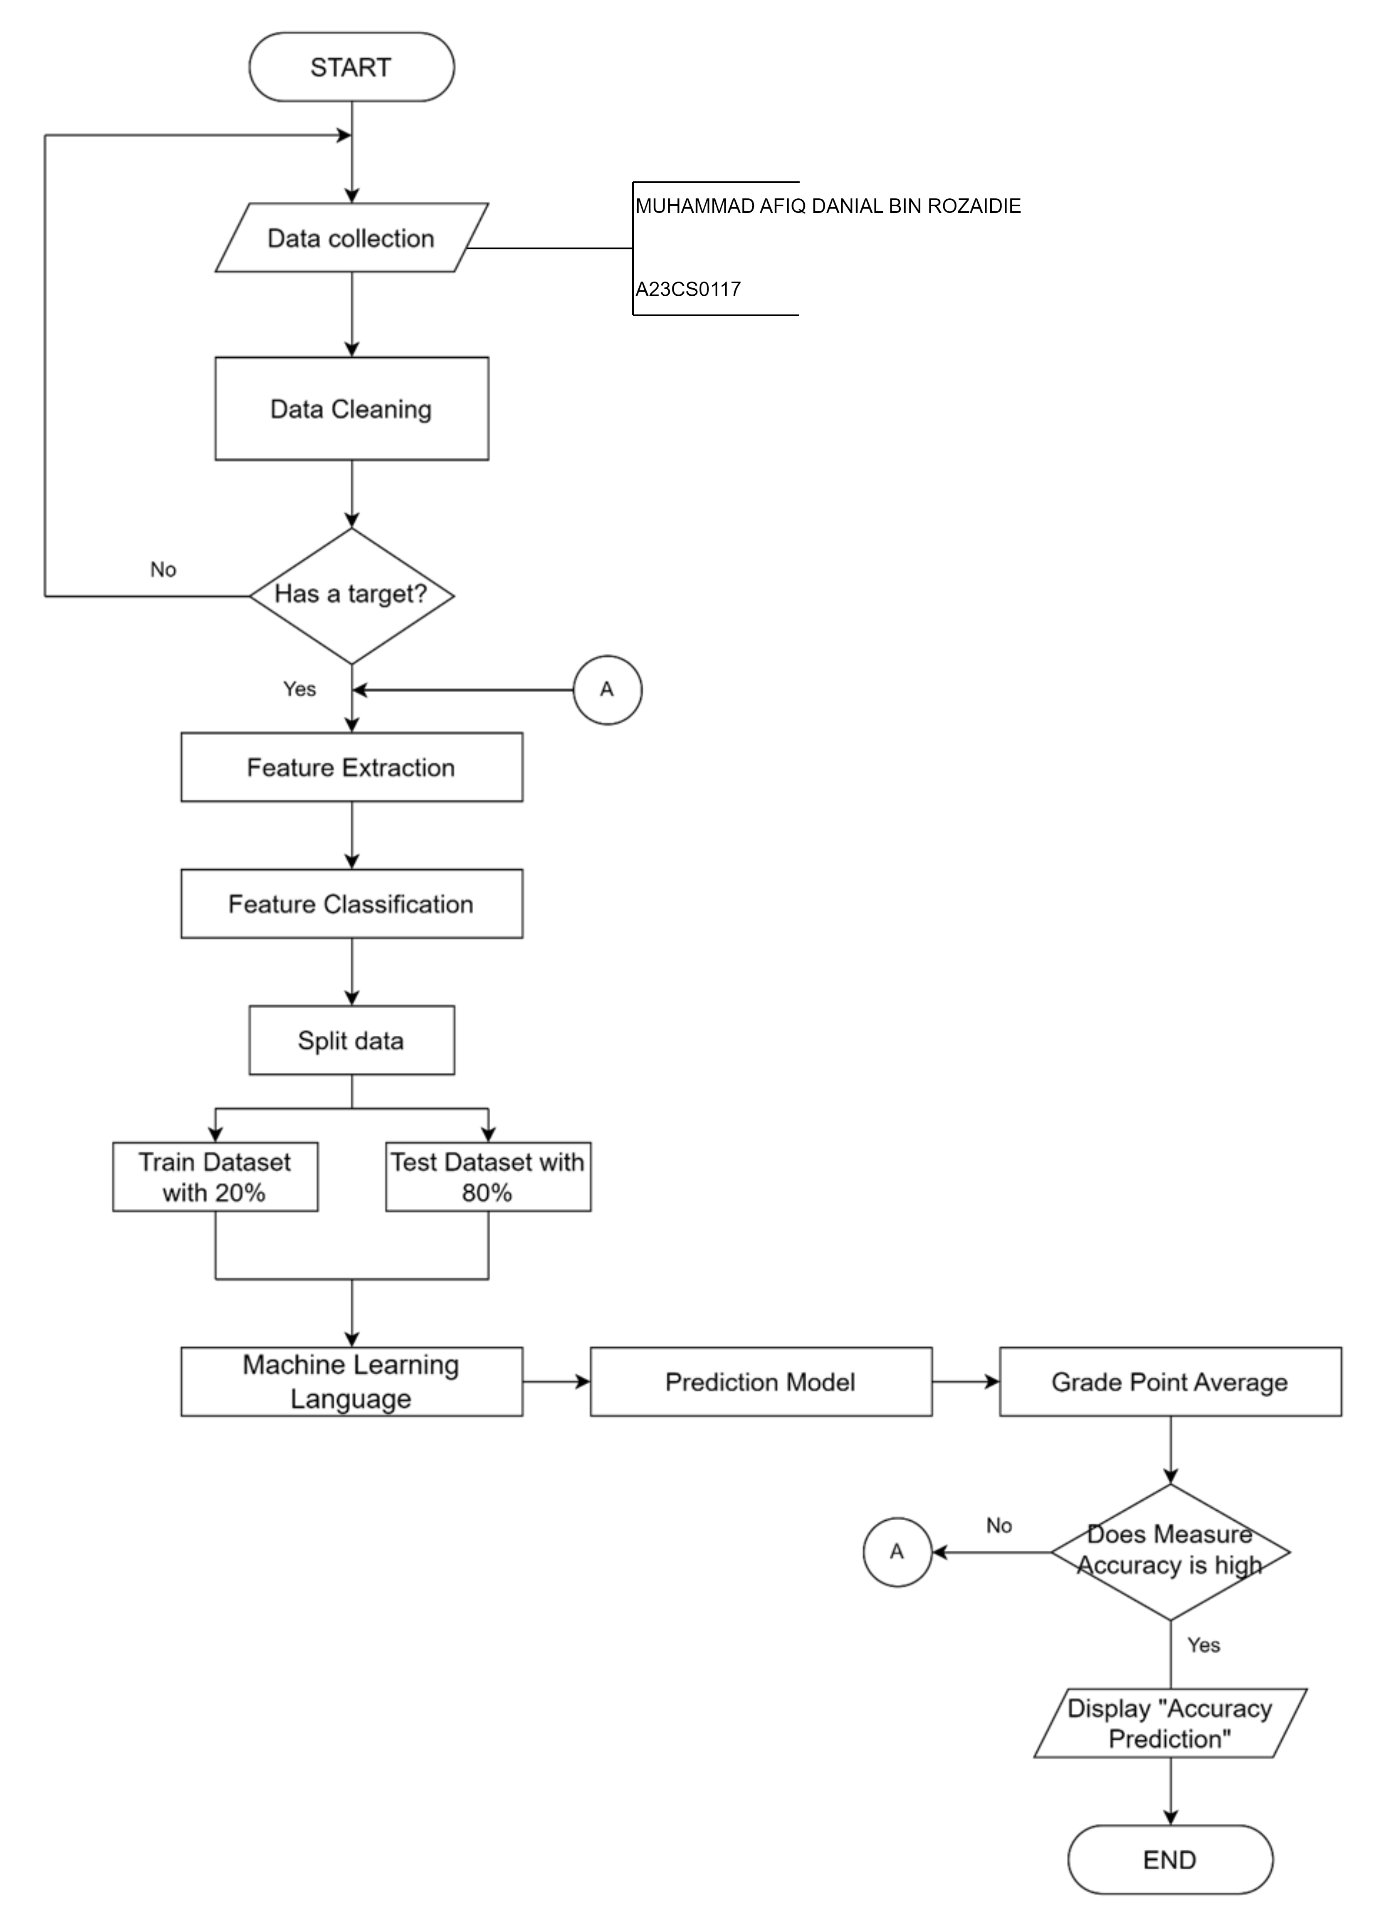 START
Data collection
MUHAMMAD AFIQ DANIAL BIN ROZAIDIE
A23CS0117
Data Cleaning
Has a target?
No
Yes
A
Feature Extraction
Feature Classification
Split data
Train Dataset
with 20%
Test Dataset with
80%
Machine Learning
Language
Prediction Model
Grade Point Average
Does Measure
Accuracy is high
No
A
Yes
Display "Accuracy
Prediction"
END